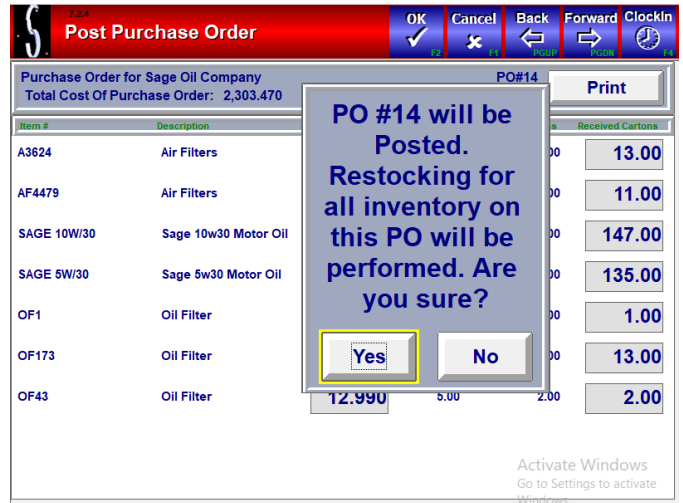 7.2.4
Post Purchase Order
OK Cancel Back Forward ClockIn
F2 F1 PGUP PGDN F4
Purchase Order for Sage Oil Company PO#14
Total Cost Of Purchase Order: 2,303.470
Print
Item # Description Received Cartons
A3624 Air Filters 13.00
AF4479 Air Filters 11.00
SAGE 10W/30 Sage 10w30 Motor Oil 147.00
SAGE 5W/30 Sage 5w30 Motor Oil 135.00
OF1 Oil Filter 1.00
OF173 Oil Filter 13.00
OF43 Oil Filter 12.990 5.00 2.00 2.00
PO #14 will be
Posted.
Restocking for
all inventory on
this PO will be
performed. Are
you sure?
Yes No
Activate Windows
Go to Settings to activate
Windows.